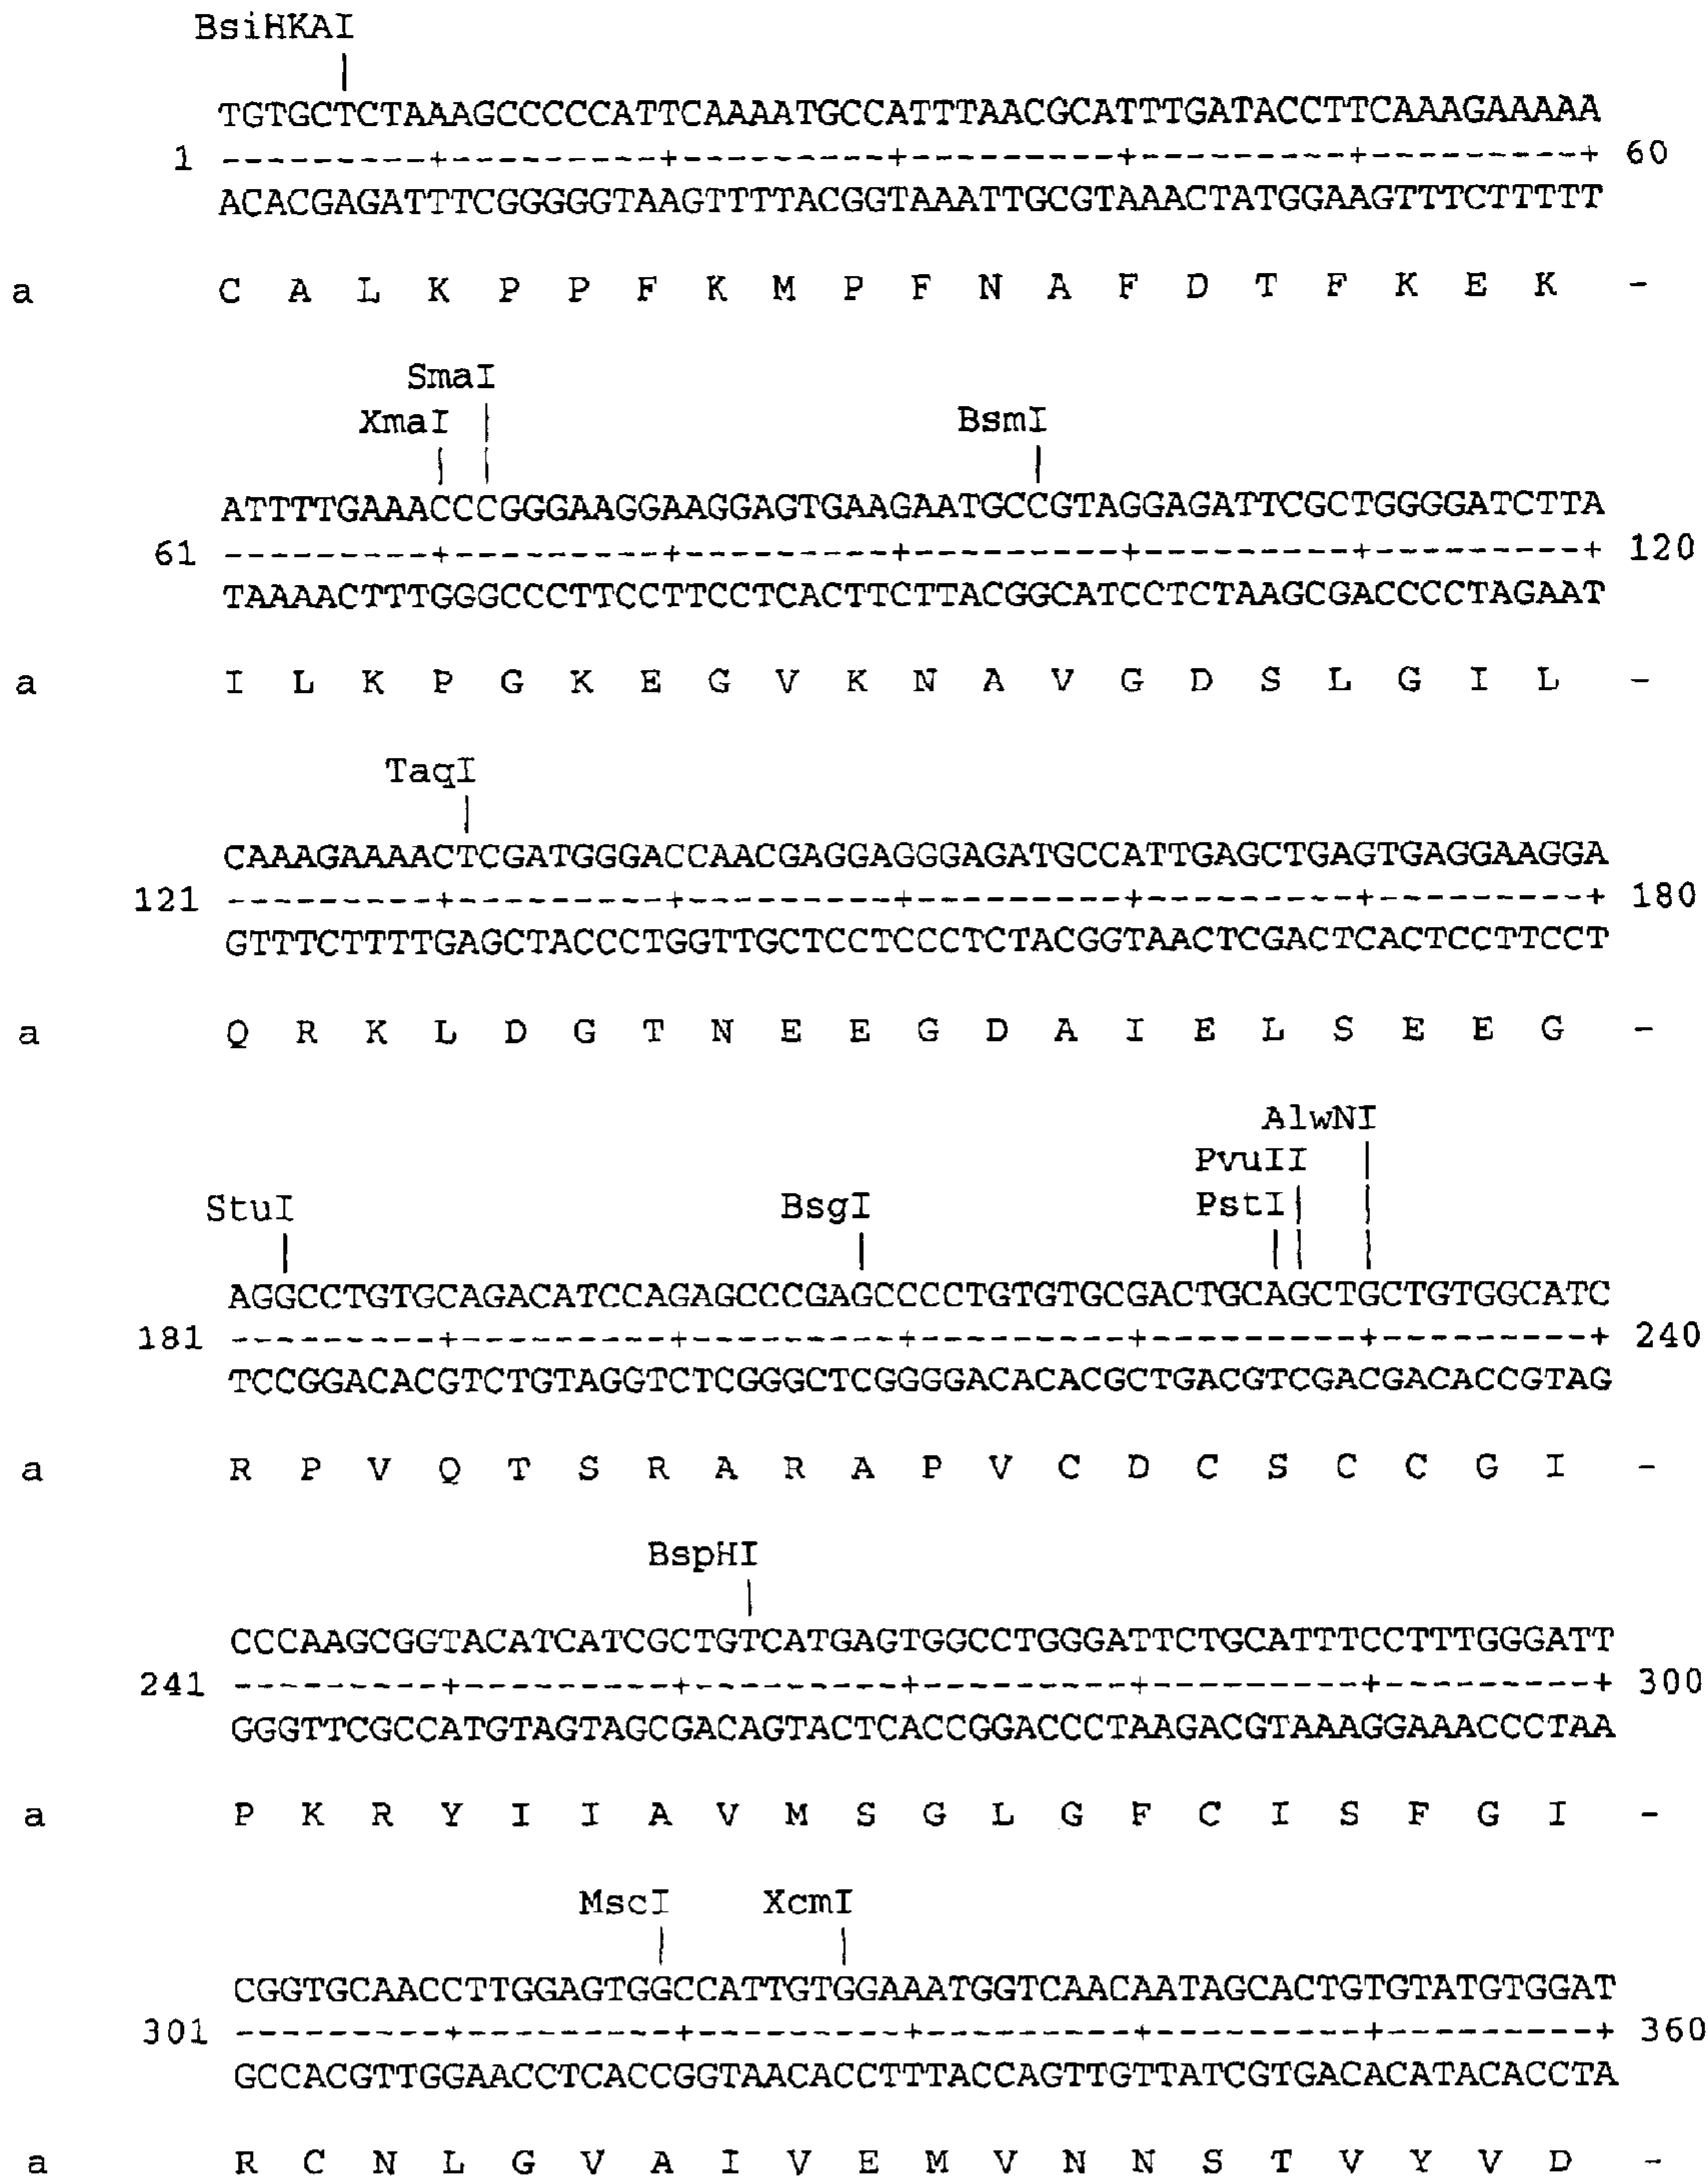 BsiHKAI
|
TGTGCTCTAAAGCCCCCATTCAAAATGCCATTTAACGCATTTGATACCTTCAAAGAAAAA
1 ---------+---------+---------+---------+---------+---------+ 60
ACACGAGATTTCGGGGGTAAGTTTTACGGTAAATTGCGTAAACTATGGAAGTTTCTTTTT
a C A L K P P F K M P F N A F D T F K E K -
SmaI
XmaI | BsmI
| | |
ATTTTGAAACCCGGGAAGGAAGGAGTGAAGAATGCCGTAGGAGATTCGCTGGGGATCTTA
61 ---------+---------+---------+---------+---------+---------+ 120
TAAAACTTTGGGCCCTTCCTTCCTCACTTCTTACGGCATCCTCTAAGCGACCCCTAGAAT
a I L K P G K E G V K N A V G D S L G I L -
TaqI
|
CAAAGAAAACTCGATGGGACCAACGAGGAGGGAGATGCCATTGAGCTGAGTGAGGAAGGA
121 ---------+---------+---------+---------+---------+---------+ 180
GTTTCTTTTGAGCTACCCTGGTTGCTCCTCCCTCTACGGTAACTCGACTCACTCCTTCCT
a Q R K L D G T N E E G D A I E L S E E G -
AlwNI
PvuII |
StuI BsgI PstI| |
| | || |
AGGCCTGTGCAGACATCCAGAGCCCGAGCCCCTGTGTGCGACTGCAGCTGCTGTGGCATC
181 ---------+---------+---------+---------+---------+---------+ 240
TCCGGACACGTCTGTAGGTCTCGGGCTCGGGGACACACGCTGACGTCGACGACACCGTAG
a R P V Q T S R A R A P V C D C S C C G I -
BspHI
|
CCCAAGCGGTACATCATCGCTGTCATGAGTGGCCTGGGATTCTGCATTTCCTTTGGGATT
241 ---------+---------+---------+---------+---------+---------+ 300
GGGTTCGCCATGTAGTAGCGACAGTACTCACCGGACCCTAAGACGTAAAGGAAACCCTAA
a P K R Y I I A V M S G L G F C I S F G I -
MscI XcmI
| |
CGGTGCAACCTTGGAGTGGCCATTGTGGAAATGGTCAACAATAGCACTGTGTATGTGGAT
301 ---------+---------+---------+---------+---------+---------+ 360
GCCACGTTGGAACCTCACCGGTAACACCTTTACCAGTTGTTATCGTGACACATACACCTA
a R C N L G V A I V E M V N N S T V Y V D -